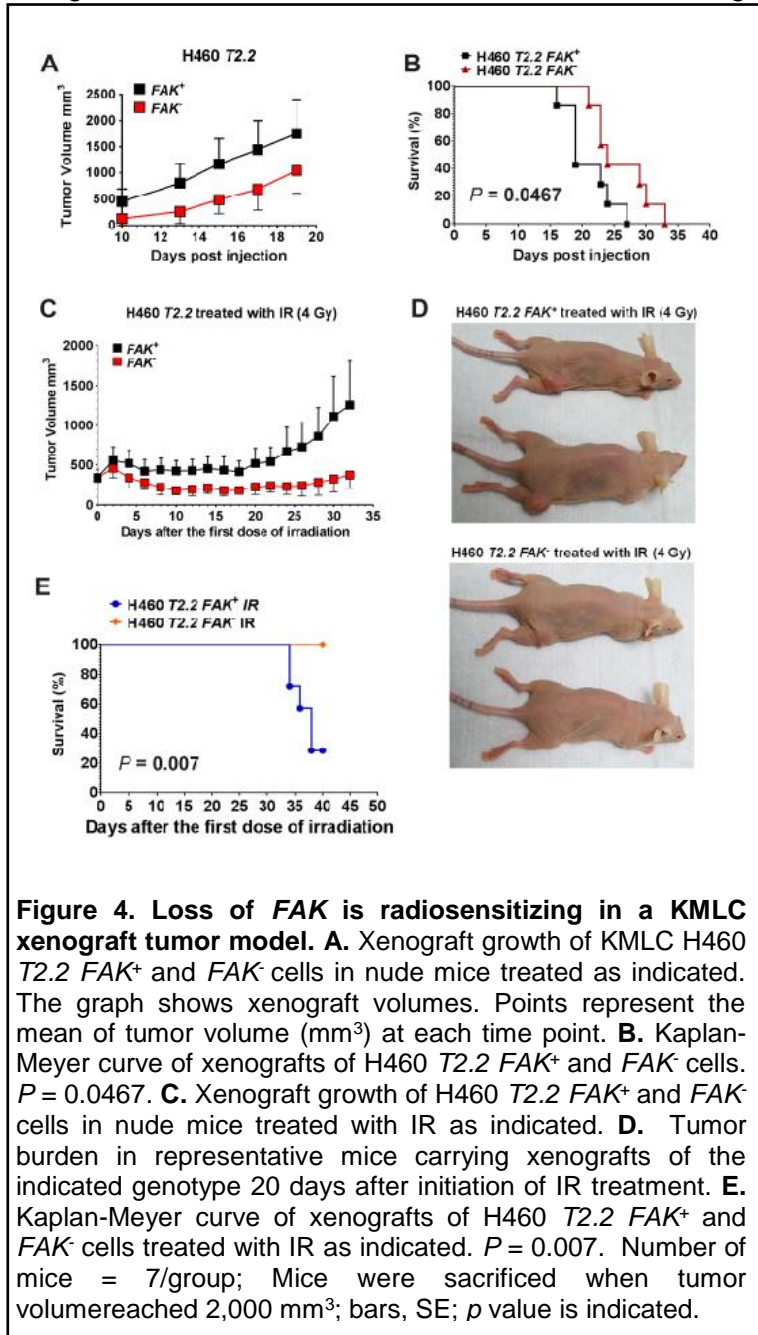 H460 T2.2
A
FAK+
FAK-
2500
2000
1500
1000
500
0
Tumor Volume mm³
10 12 14 16 18 20
Days post injection
B
H460 T2.2 FAK+
H460 T2.2 FAK-
100
80
60
40
20
0
Survival (%)
P = 0.0467
0 5 10 15 20 25 30 35 40
Days post injection
C
H460 T2.2 treated with IR (4 Gy)
FAK+
FAK-
2000
1500
1000
500
0
Tumor Volume mm³
0 5 10 15 20 25 30 35
Days after the first dose of irradiation
D
H460 T2.2 FAK+ treated with IR (4 Gy)
H460 T2.2 FAK- treated with IR (4 Gy)
E
H460 T2.2 FAK+ IR
H460 T2.2 FAK- IR
100
80
60
40
20
0
Survival (%)
P = 0.007
0 5 10 15 20 25 30 35 40 45 50
Days after the first dose of irradiation
Figure 4. Loss of FAK is radiosensitizing in a KMLC
xenograft tumor model. A. Xenograft growth of KMLC H460
T2.2 FAK+ and FAK- cells in nude mice treated as indicated.
The graph shows xenograft volumes. Points represent the
mean of tumor volume (mm³) at each time point. B. Kaplan-
Meyer curve of xenografts of H460 T2.2 FAK+ and FAK- cells.
P = 0.0467. C. Xenograft growth of H460 T2.2 FAK+ and FAK-
cells in nude mice treated with IR as indicated. D. Tumor
burden in representative mice carrying xenografts of the
indicated genotype 20 days after initiation of IR treatment. E.
Kaplan-Meyer curve of xenografts of H460 T2.2 FAK+ and
FAK- cells treated with IR as indicated. P = 0.007. Number of
mice = 7/group; Mice were sacrificed when tumor
volumereached 2,000 mm³; bars, SE; p value is indicated.